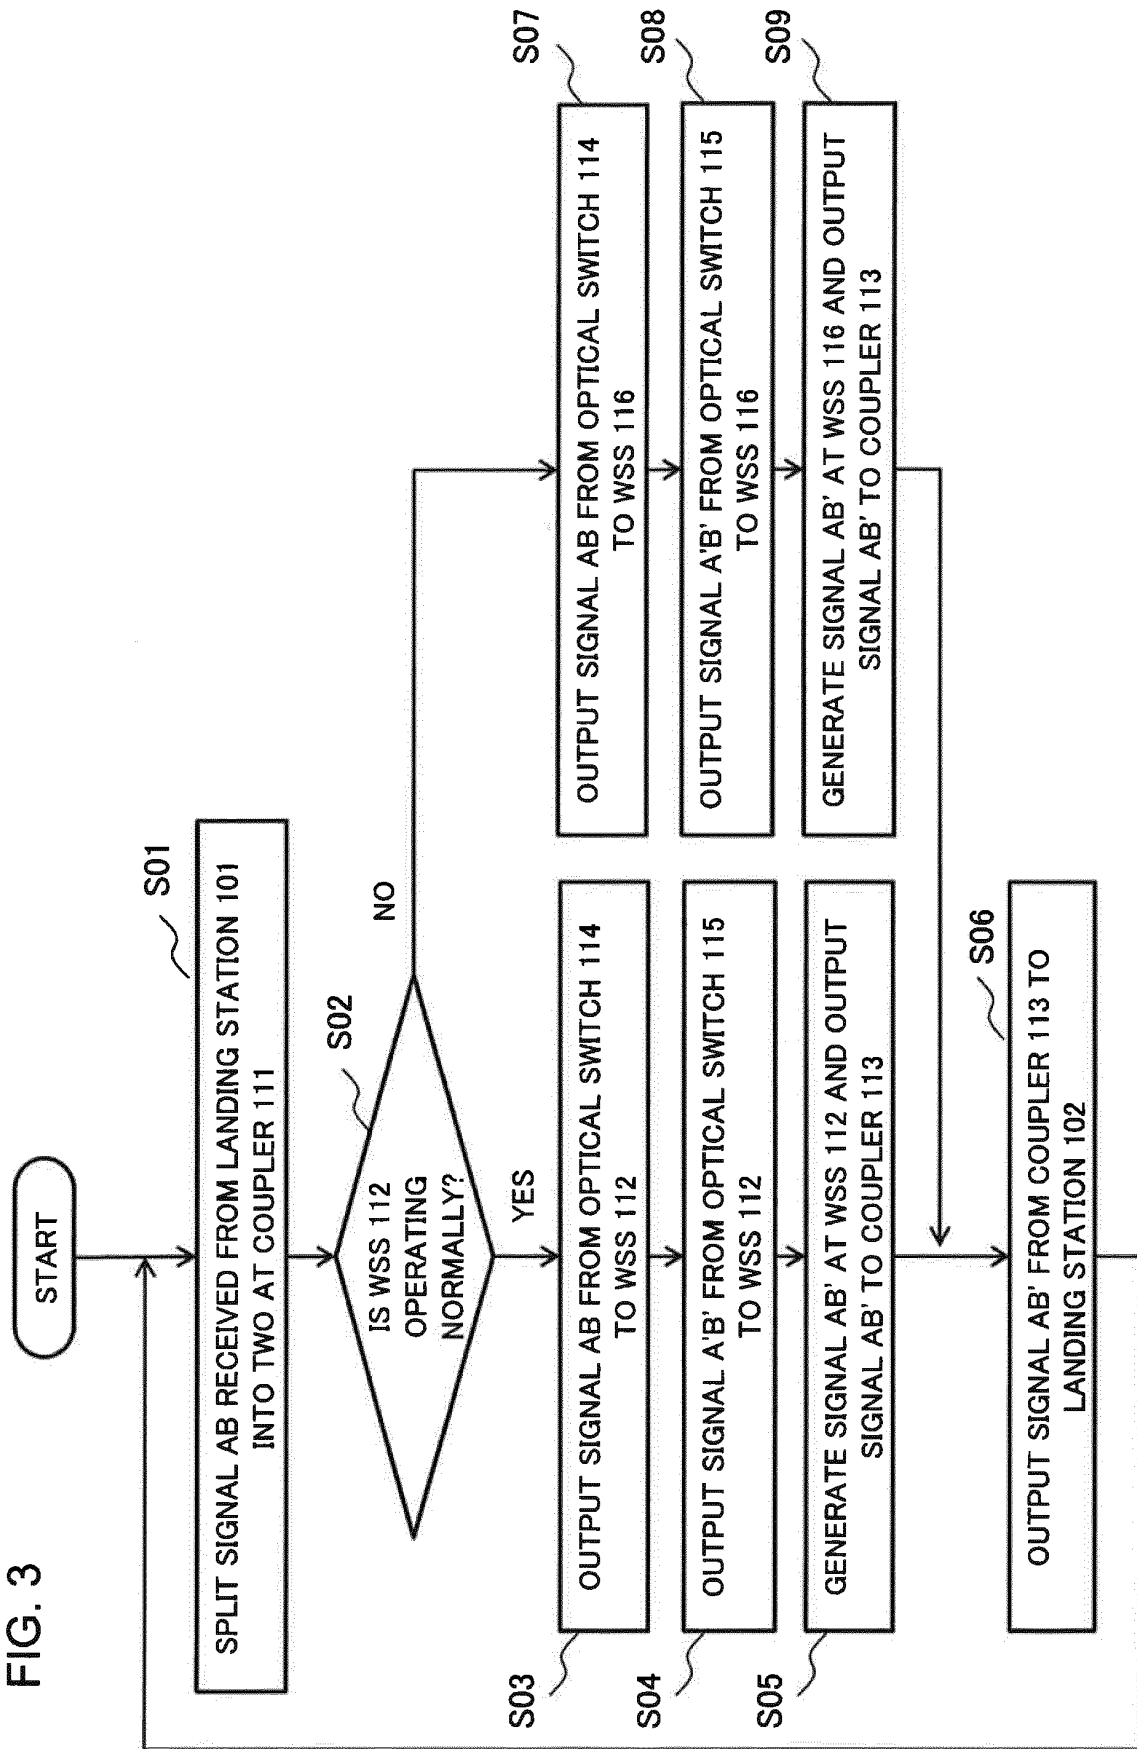 FIG. 3
START
S01
SPLIT SIGNAL AB RECEIVED FROM LANDING STATION 101
INTO TWO AT COUPLER 111
S02
IS WSS 112
OPERATING
NORMALLY?
NO
YES
S03
OUTPUT SIGNAL AB FROM OPTICAL SWITCH 114
TO WSS 112
S04
OUTPUT SIGNAL A'B' FROM OPTICAL SWITCH 115
TO WSS 112
S05
GENERATE SIGNAL AB' AT WSS 112 AND OUTPUT
SIGNAL AB' TO COUPLER 113
S07
OUTPUT SIGNAL AB FROM OPTICAL SWITCH 114
TO WSS 116
S08
OUTPUT SIGNAL A'B' FROM OPTICAL SWITCH 115
TO WSS 116
S09
GENERATE SIGNAL AB' AT WSS 116 AND OUTPUT
SIGNAL AB' TO COUPLER 113
S06
OUTPUT SIGNAL AB' FROM COUPLER 113 TO
LANDING STATION 102